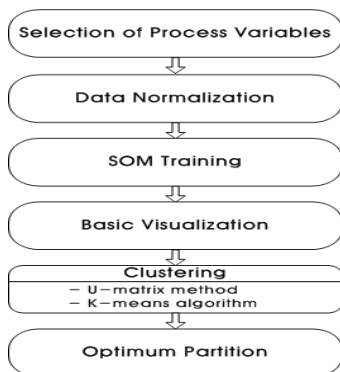 Selection of Process Variables
Data Normalization
SOM Training
Basic Visualization
Clustering
– U–matrix method
– K–means algorithm
Optimum Partition